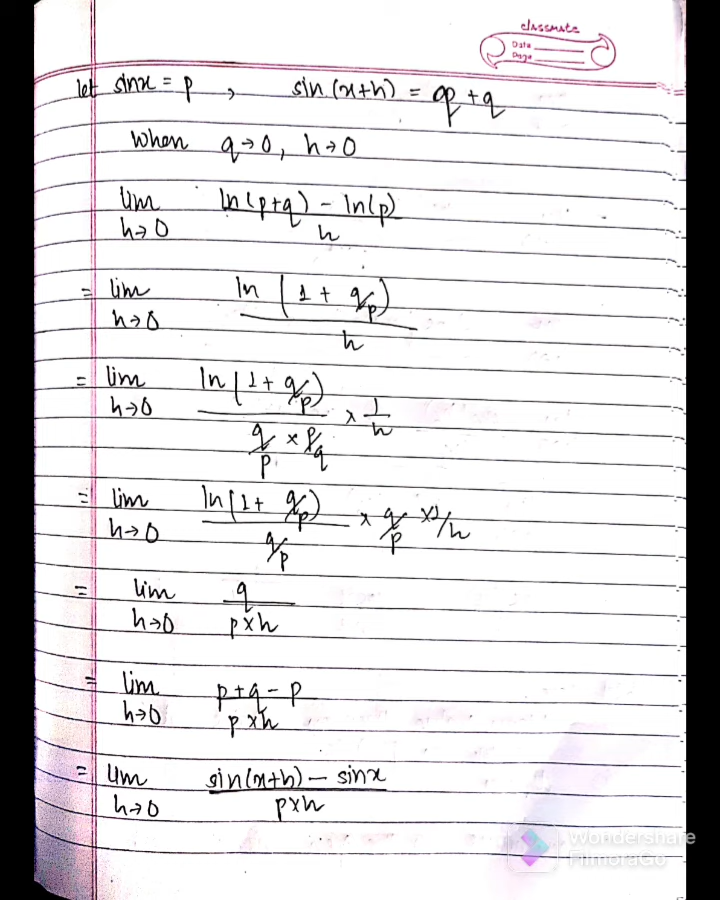 classmate
Date
Page
let sinx = p , sin (x+h) = p + q
When q→0, h→0
lim h→0 ln(p+q) - ln(p) / h
= lim h→0 ln (1 + q/p) / h
= lim h→0 ln (1 + q/p) / (q/p × p/q) × 1/h
= lim h→0 ln (1 + q/p) / (q/p) × q/p ×1/h
= lim h→0 q / p×h
= lim h→0 p+q-p / p×h
= lim h→0 sin(x+h) - sinx / p×h
Wondershare
FilmoraGo